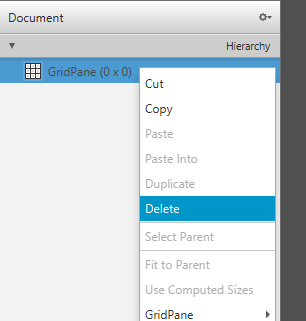 Document
Hierarchy
GridPane (0 x 0)
Cut
Copy
Paste
Paste Into
Duplicate
Delete
Select Parent
Fit to Parent
Use Computed Sizes
GridPane